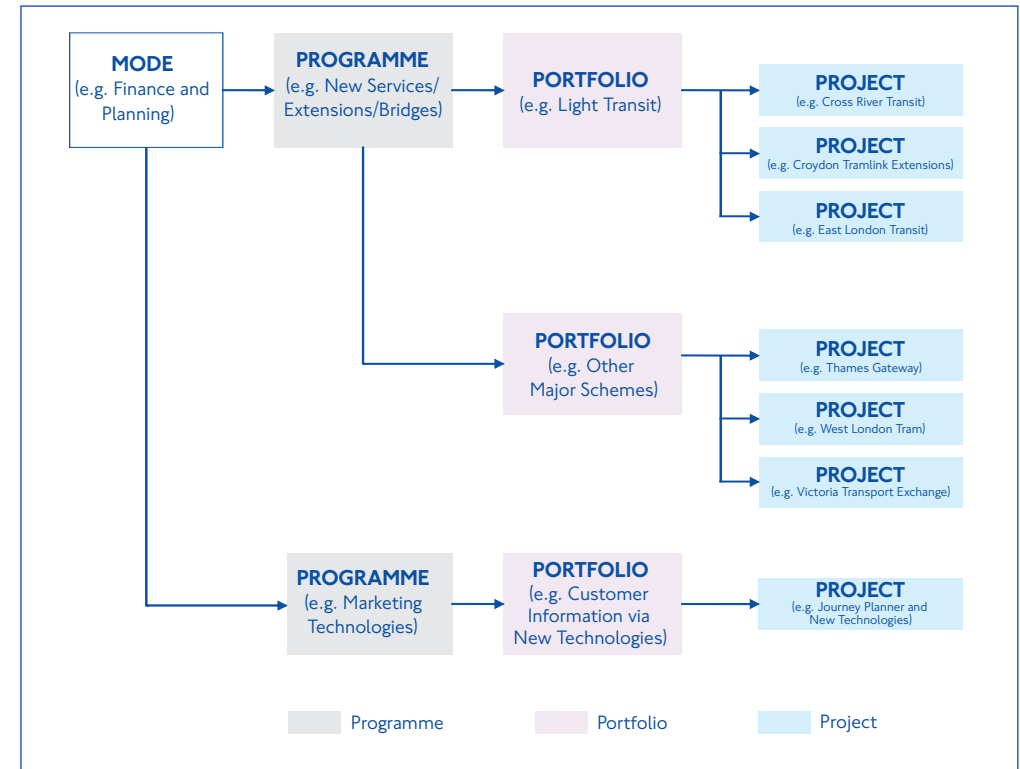 MODE
(e.g. Finance and
Planning)
PROGRAMME
(e.g. New Services/
Extensions/Bridges)
PORTFOLIO
(e.g. Light Transit)
PROJECT
(e.g. Cross River Transit)
PROJECT
(e.g. Croydon Tramlink Extensions)
PROJECT
(e.g. East London Transit)
PORTFOLIO
(e.g. Other
Major Schemes)
PROJECT
(e.g. Thames Gateway)
PROJECT
(e.g. West London Tram)
PROJECT
(e.g. Victoria Transport Exchange)
PROGRAMME
(e.g. Marketing
Technologies)
PORTFOLIO
(e.g. Customer
Information via
New Technologies)
PROJECT
(e.g. Journey Planner and
New Technologies)
Programme
Portfolio
Project